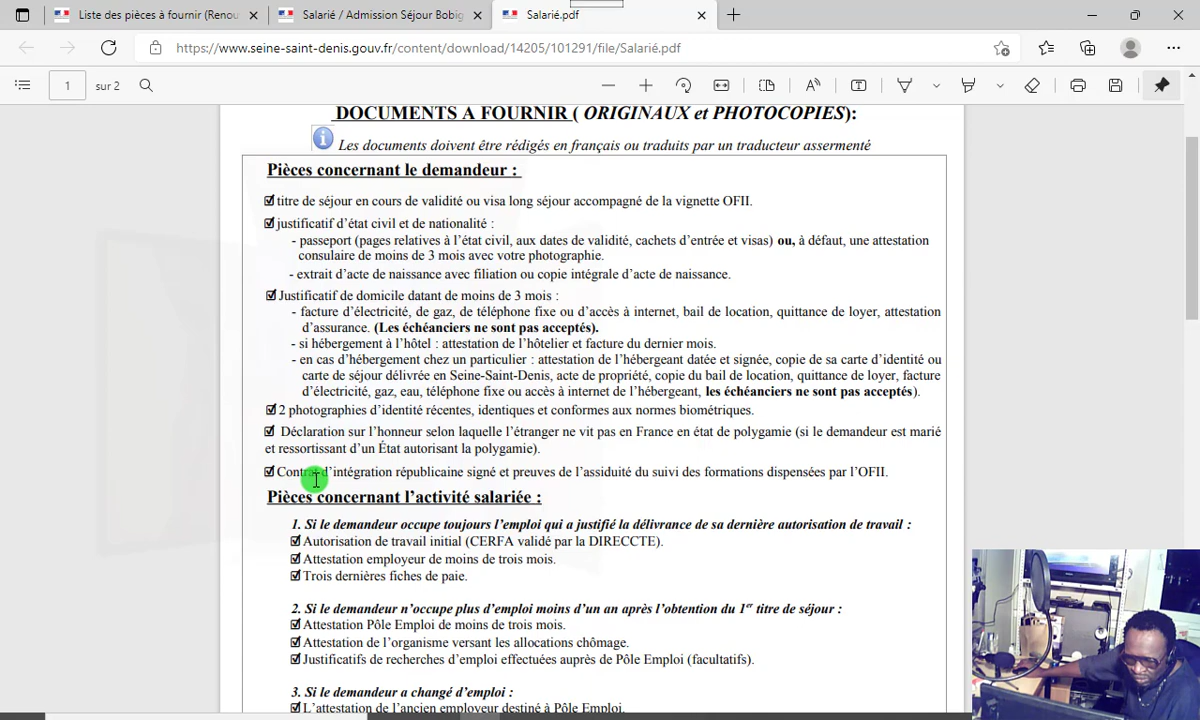 Liste des pièces à fournir (Renou
Salarié / Admission Séjour Bobig
Salarié.pdf
https://www.seine-saint-denis.gouv.fr/content/download/14205/101291/file/Salarié.pdf
1 sur 2
DOCUMENTS A FOURNIR ( ORIGINAUX et PHOTOCOPIES):
Les documents doivent être rédigés en français ou traduits par un traducteur assermenté
Pièces concernant le demandeur :
titre de séjour en cours de validité ou visa long séjour accompagné de la vignette OFII.
justificatif d’état civil et de nationalité :
- passeport (pages relatives à l’état civil, aux dates de validité, cachets d’entrée et visas) ou, à défaut, une attestation
consulaire de moins de 3 mois avec votre photographie.
- extrait d’acte de naissance avec filiation ou copie intégrale d’acte de naissance.
Justificatif de domicile datant de moins de 3 mois :
- facture d’électricité, de gaz, de téléphone fixe ou d’accès à internet, bail de location, quittance de loyer, attestation
d’assurance. (Les échéanciers ne sont pas acceptés).
- si hébergement à l’hôtel : attestation de l’hôtelier et facture du dernier mois.
- en cas d’hébergement chez un particulier : attestation de l’hébergeant datée et signée, copie de sa carte d’identité ou
carte de séjour délivrée en Seine-Saint-Denis, acte de propriété, copie du bail de location, quittance de loyer, facture
d’électricité, gaz, eau, téléphone fixe ou accès à internet de l’hébergeant, les échéanciers ne sont pas acceptés).
2 photographies d’identité récentes, identiques et conformes aux normes biométriques.
Déclaration sur l’honneur selon laquelle l’étranger ne vit pas en France en état de polygamie (si le demandeur est marié
et ressortissant d’un État autorisant la polygamie).
Contrat d’intégration républicaine signé et preuves de l’assiduité du suivi des formations dispensées par l’OFII.
Pièces concernant l’activité salariée :
1. Si le demandeur occupe toujours l’emploi qui a justifié la délivrance de sa dernière autorisation de travail :
Autorisation de travail initial (CERFA validé par la DIRECCTE).
Attestation employeur de moins de trois mois.
Trois dernières fiches de paie.
2. Si le demandeur n’occupe plus d’emploi moins d’un an après l’obtention du 1er titre de séjour :
Attestation Pôle Emploi de moins de trois mois.
Attestation de l’organisme versant les allocations chômage.
Justificatifs de recherches d’emploi effectuées auprès de Pôle Emploi (facultatifs).
3. Si le demandeur a changé d’emploi :
L’attestation de l’ancien employeur destiné à Pôle Emploi.